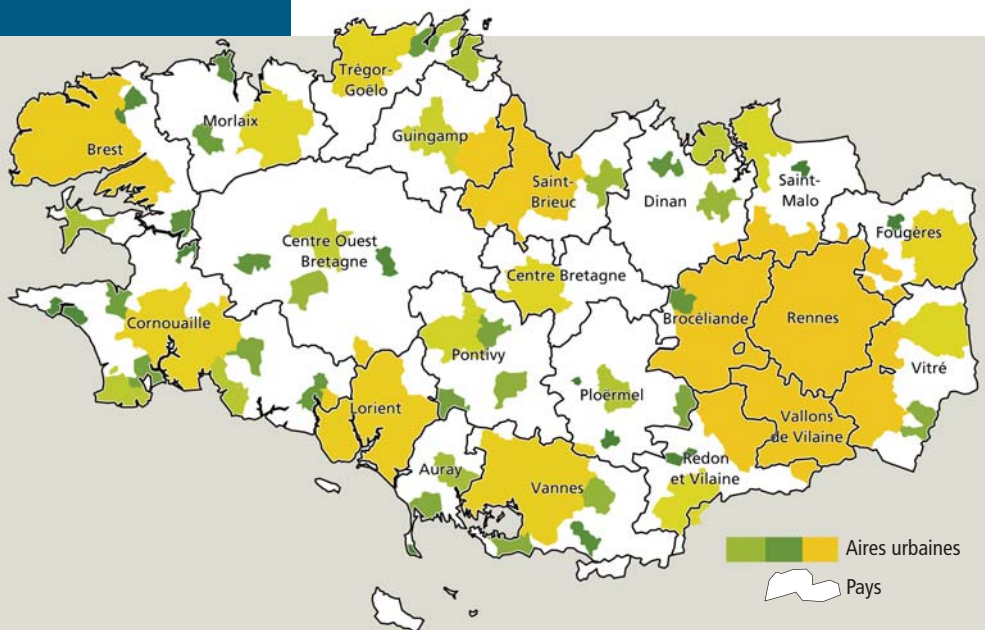 Trégor-
Goëlo
Morlaix
Guingamp
Brest
Saint-
Brieuc
Dinan
Saint-
Malo
Fougères
Centre Ouest
Bretagne
Centre Bretagne
Cornouaille
Brocéliande
Rennes
Pontivy
Vitré
Ploërmel
Lorient
Vallons
de Vilaine
Auray
Vannes
Redon
et Vilaine
Aires urbaines
Pays